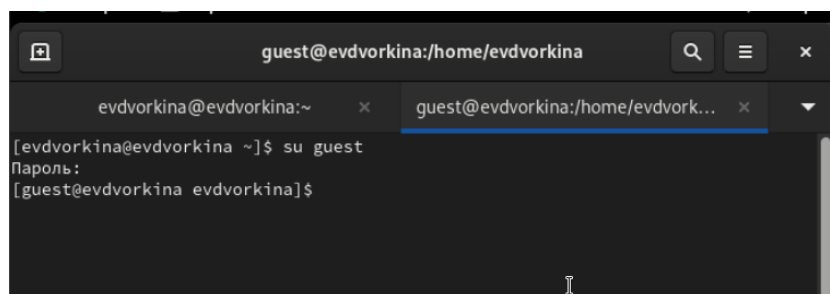 guest@evdvorkina:/home/evdvorkina
evdvorkina@evdvorkina:~
guest@evdvorkina:/home/evdvork...
[evdvorkina@evdvorkina ~]$ su guest
Пароль:
[guest@evdvorkina evdvorkina]$